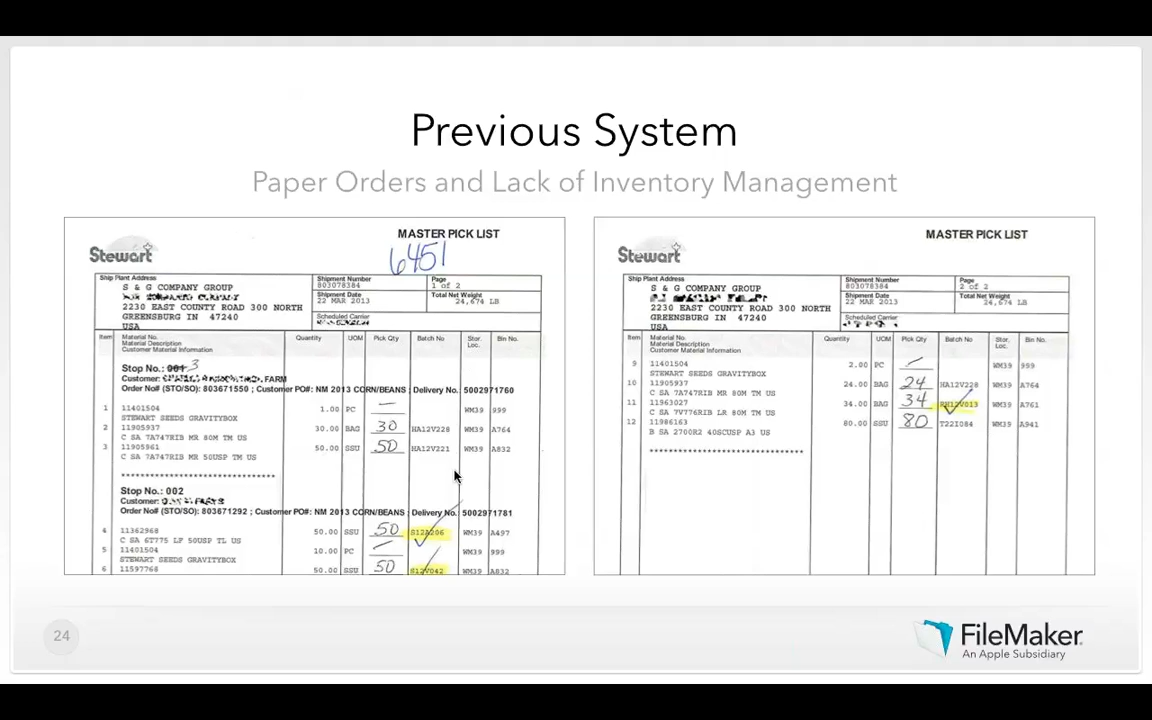 Previous System
Paper Orders and Lack of Inventory Management
MASTER PICK LIST
Stewart
6451
Ship Plant Address
S & G COMPANY GROUP
2230 EAST COUNTY ROAD 300 NORTH
GREENSBURG IN 47240
USA
Shipment Number
803078384
Page
1 of 2
Shipment Date
22 MAR 2013
Total Net Weight
24,674 LB
Scheduled Carrier
Item Material No. Quantity UOM Pick Qty Batch No Stor. Loc. Bin No.
Material Description
Customer Material Information
Stop No.: 001 3
Customer: FARM
Order No# (STO/SO): 803671550 ; Customer PO#: NM 2013 CORN/BEANS ; Delivery No. 5002971760
1 11401504 1.00 PC — WM39 999
STEWART SEEDS GRAVITYBOX
2 11905937 30.00 BAG 30 HA12V228 WM39 A764
C SA 7A747RIB MR 80M TM US
3 11905961 50.00 SSU 50 HA12V221 WM39 A832
C SA 7A747RIB MR 50USP TM US
********************************
Stop No.: 002
Customer:
Order No# (STO/SO): 803671292 ; Customer PO#: NM 2013 CORN/BEANS ; Delivery No. 5002971781
4 11362968 50.00 SSU 50 S12A206 WM39 A497
C SA 6T775 LF 50USP TL US
5 11401504 10.00 PC — WM39 999
STEWART SEEDS GRAVITYBOX
6 11597768 50.00 SSU 50 S12V042 WM39 A832
MASTER PICK LIST
Stewart
Ship Plant Address
S & G COMPANY GROUP
2230 EAST COUNTY ROAD 300 NORTH
GREENSBURG IN 47240
USA
Shipment Number
803078384
Page
2 of 2
Shipment Date
22 MAR 2013
Total Net Weight
24,674 LB
Scheduled Carrier
Item Material No. Quantity UOM Pick Qty Batch No Stor. Loc. Bin No.
Material Description
Customer Material Information
9 11401504 2.00 PC — WM39 999
STEWART SEEDS GRAVITYBOX
10 11905937 24.00 BAG 24 HA12V228 WM39 A764
C SA 7A747RIB MR 80M TM US
11 11963027 34.00 BAG 34 WM39 A761
C SA 7V776RIB LR 80M TM US
12 11986163 80.00 SSU 80 T22I084 WM39 A941
B SA 2700R2 40SCUSP A3 US
********************************
24
FileMaker
An Apple Subsidiary